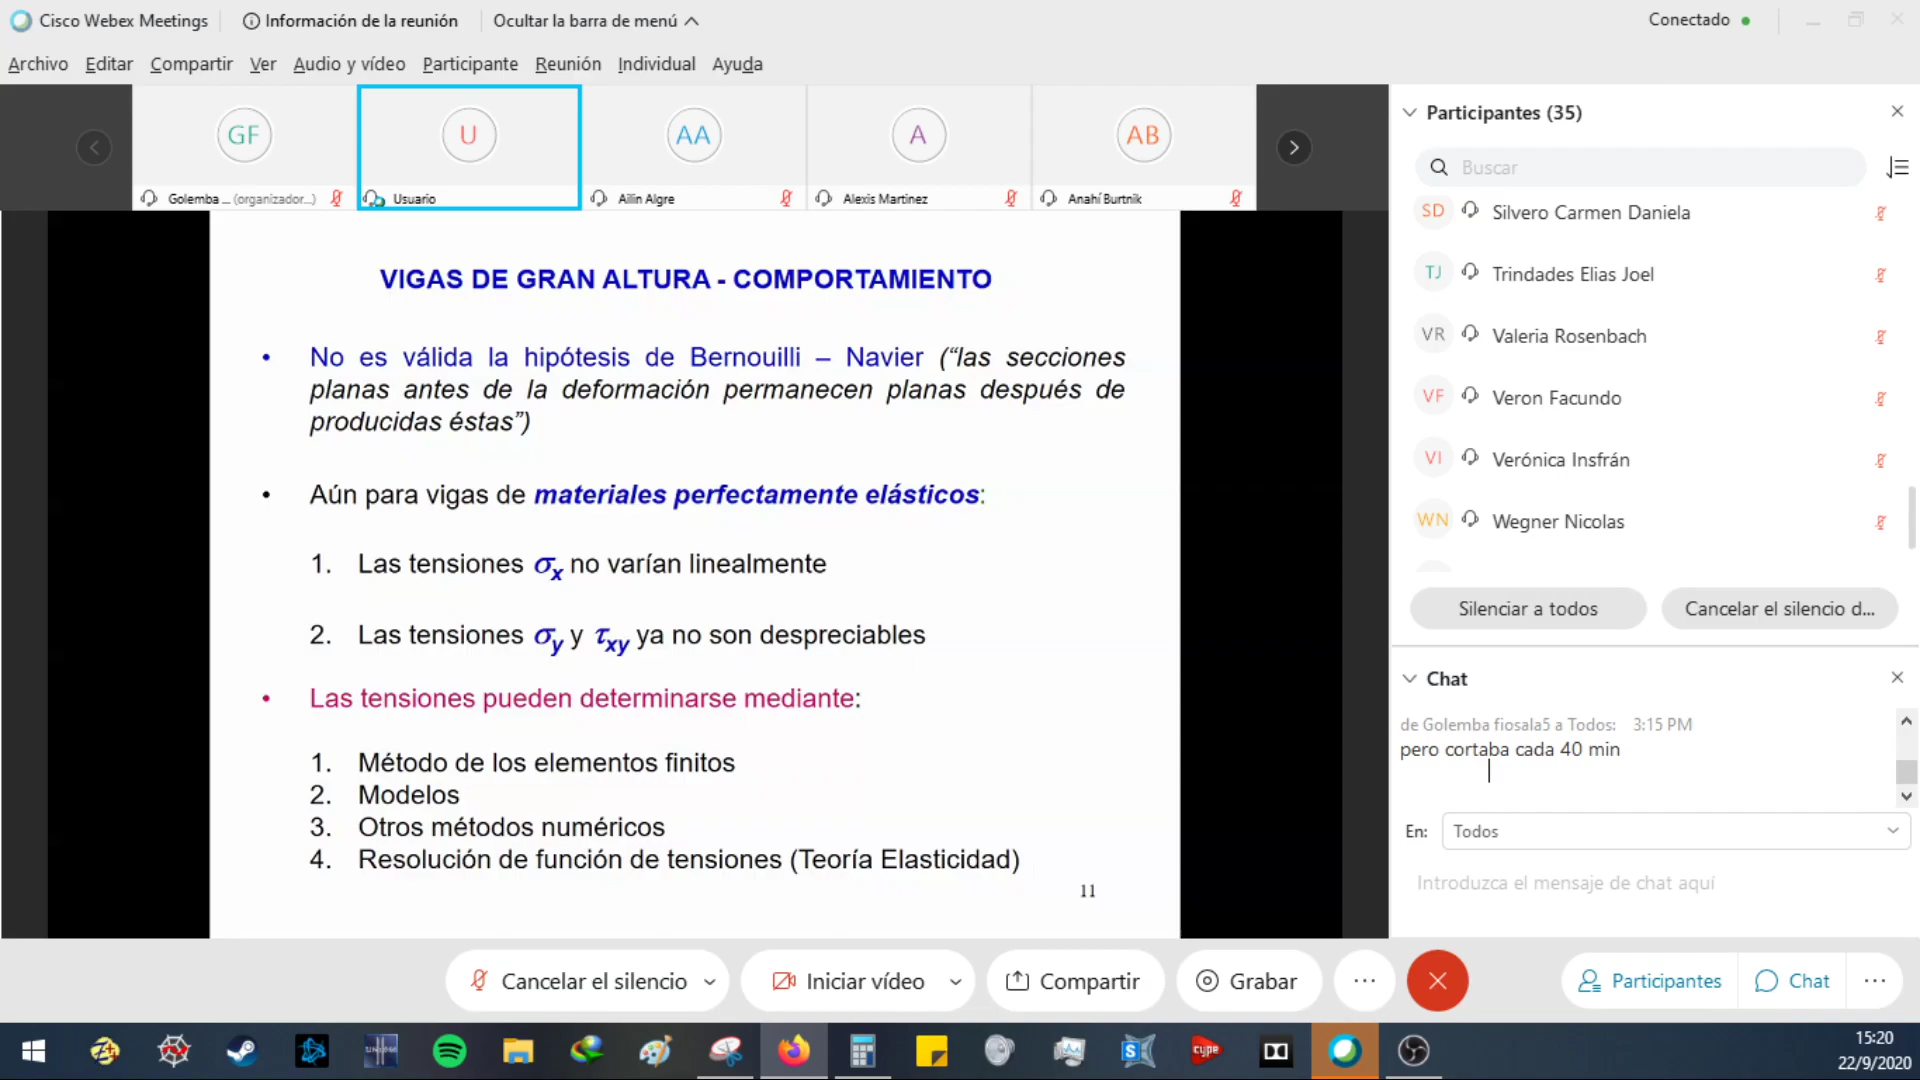 Cisco Webex Meetings
Información de la reunión
Ocultar la barra de menú
Conectado
Archivo Editar Compartir Ver Audio y vídeo Participante Reunión Individual Ayuda
GF
U
AA
A
AB
Golemba ... (organizador...)
Usuario
Ailin Algre
Alexis Martinez
Anahí Burtnik
VIGAS DE GRAN ALTURA - COMPORTAMIENTO
• No es válida la hipótesis de Bernouilli – Navier (“las secciones
planas antes de la deformación permanecen planas después de
producidas éstas”)
• Aún para vigas de materiales perfectamente elásticos:
1. Las tensiones σx no varían linealmente
2. Las tensiones σy y τxy ya no son despreciables
• Las tensiones pueden determinarse mediante:
1. Método de los elementos finitos
2. Modelos
3. Otros métodos numéricos
4. Resolución de función de tensiones (Teoría Elasticidad)
11
Participantes (35)
Buscar
SD Silvero Carmen Daniela
TJ Trindades Elias Joel
VR Valeria Rosenbach
VF Veron Facundo
VI Verónica Insfrán
WN Wegner Nicolas
Silenciar a todos
Cancelar el silencio d...
Chat
de Golemba fiosala5 a Todos: 3:15 PM
pero cortaba cada 40 min
En: Todos
Introduzca el mensaje de chat aquí
Cancelar el silencio
Iniciar vídeo
Compartir
Grabar
Participantes
Chat
cype
15:20
22/9/2020